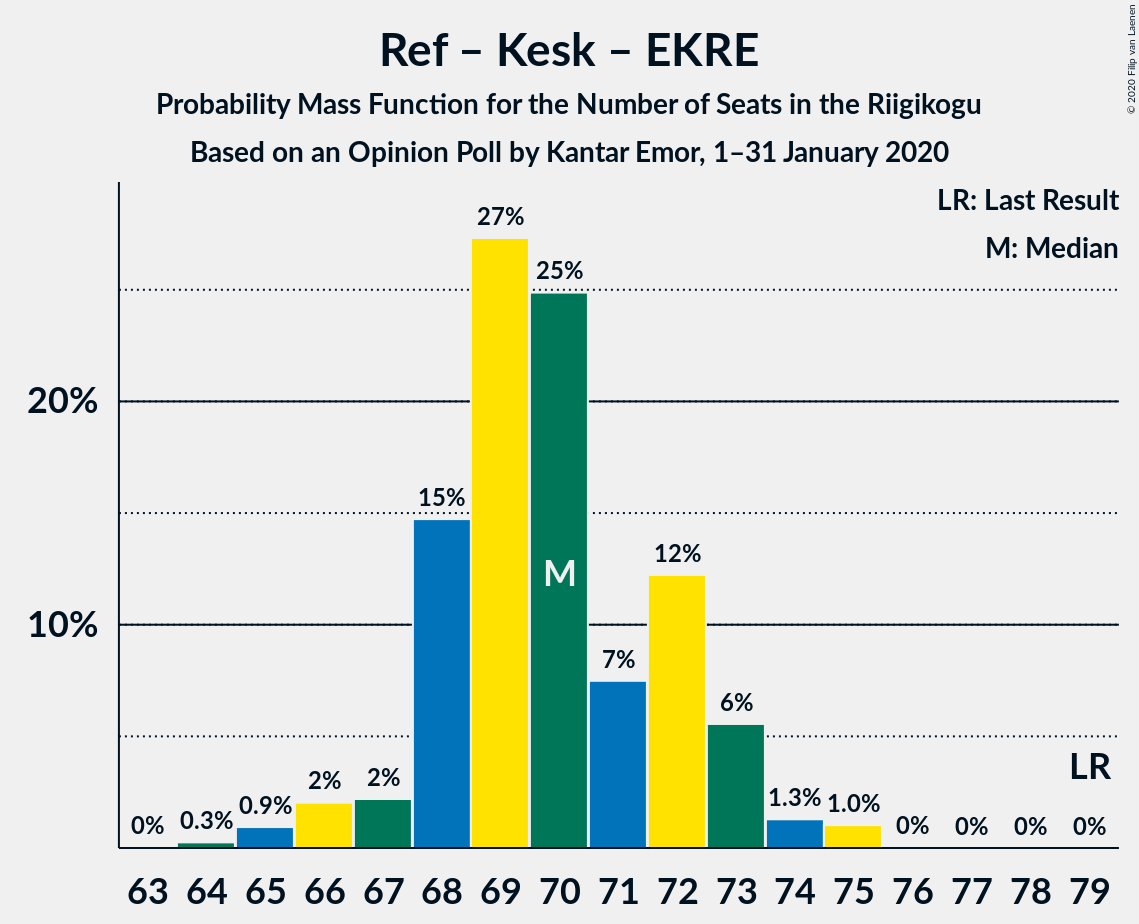 Ref – Kesk – EKRE
Probability Mass Function for the Number of Seats in the Riigikogu
Based on an Opinion Poll by Kantar Emor, 1–31 January 2020
© 2020 Filip van Laenen
LR: Last Result
M: Median
27%
25%
20%
15%
12%
M
10%
7%
6%
LR
2%
2%
1.3%
1.0%
0.9%
0.3%
0%
0%
0%
0%
0%
63 64 65 66 67 68 69 70 71 72 73 74 75 76 77 78 79